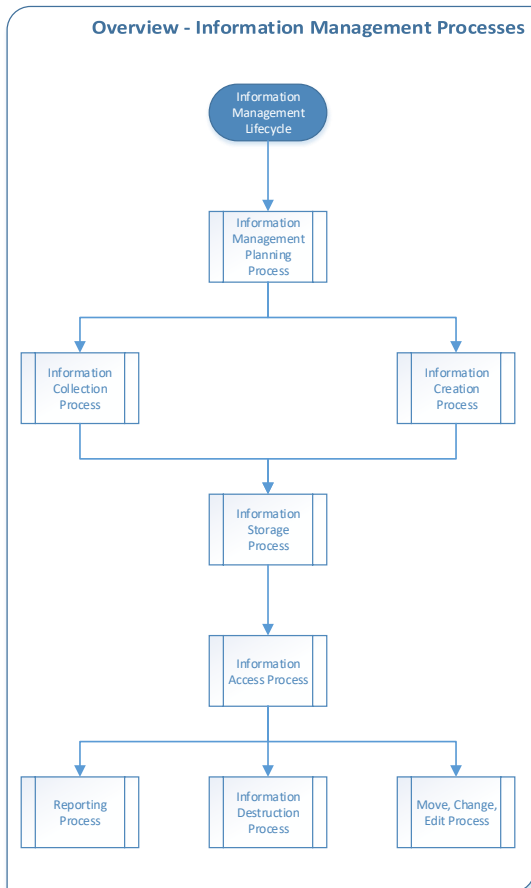 Overview - Information Management Processes
Information
Management
Lifecycle
Information
Management
Planning
Process
Information
Collection
Process
Information
Creation
Process
Information
Storage
Process
Information
Access Process
Reporting
Process
Information
Destruction
Process
Move, Change,
Edit Process